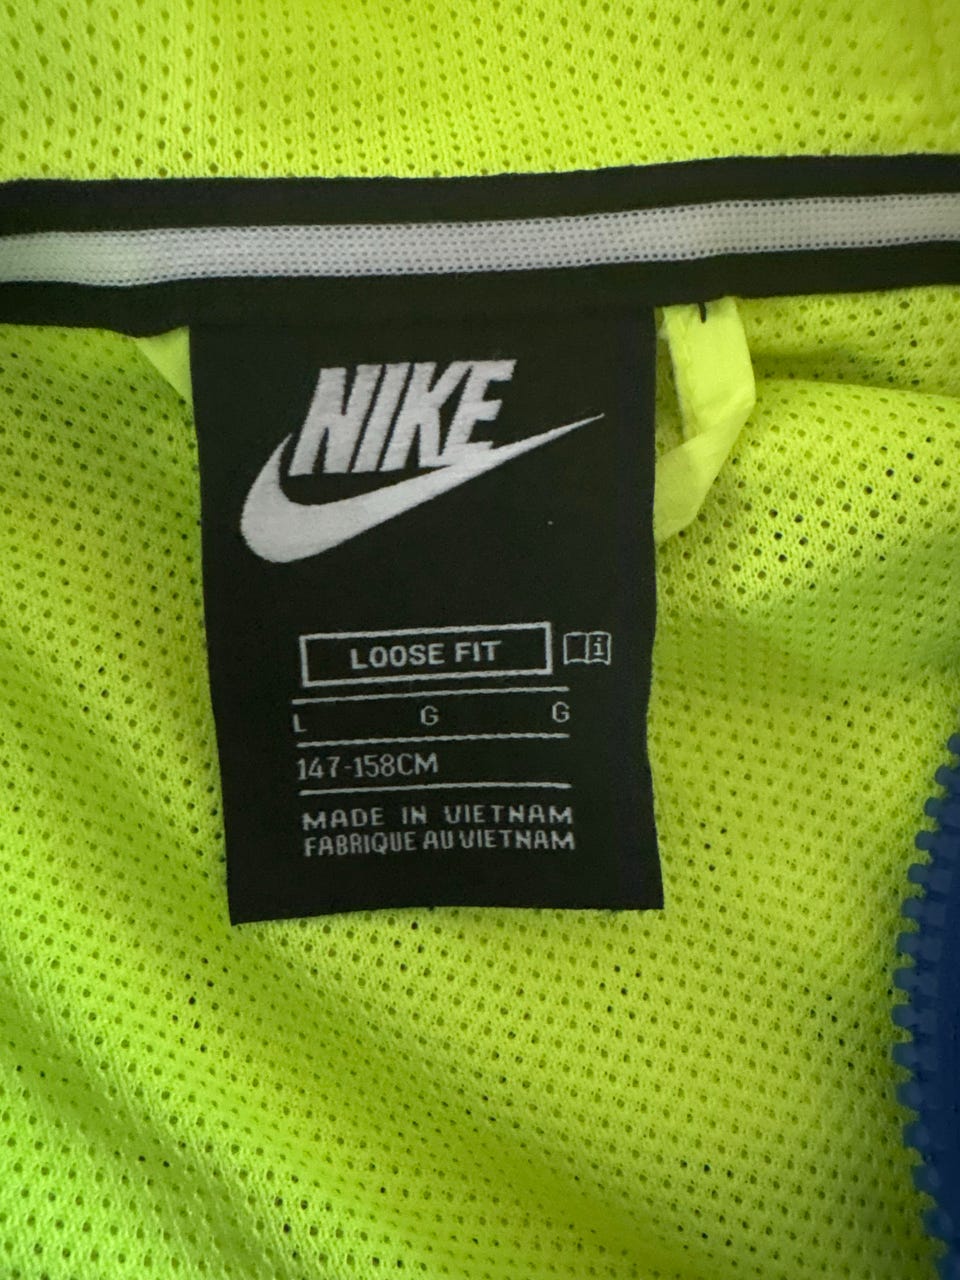 NIKE
LOOSE FIT i
L G G
147-158CM
MADE IN VIETNAM
FABRIQUE AU VIETNAM